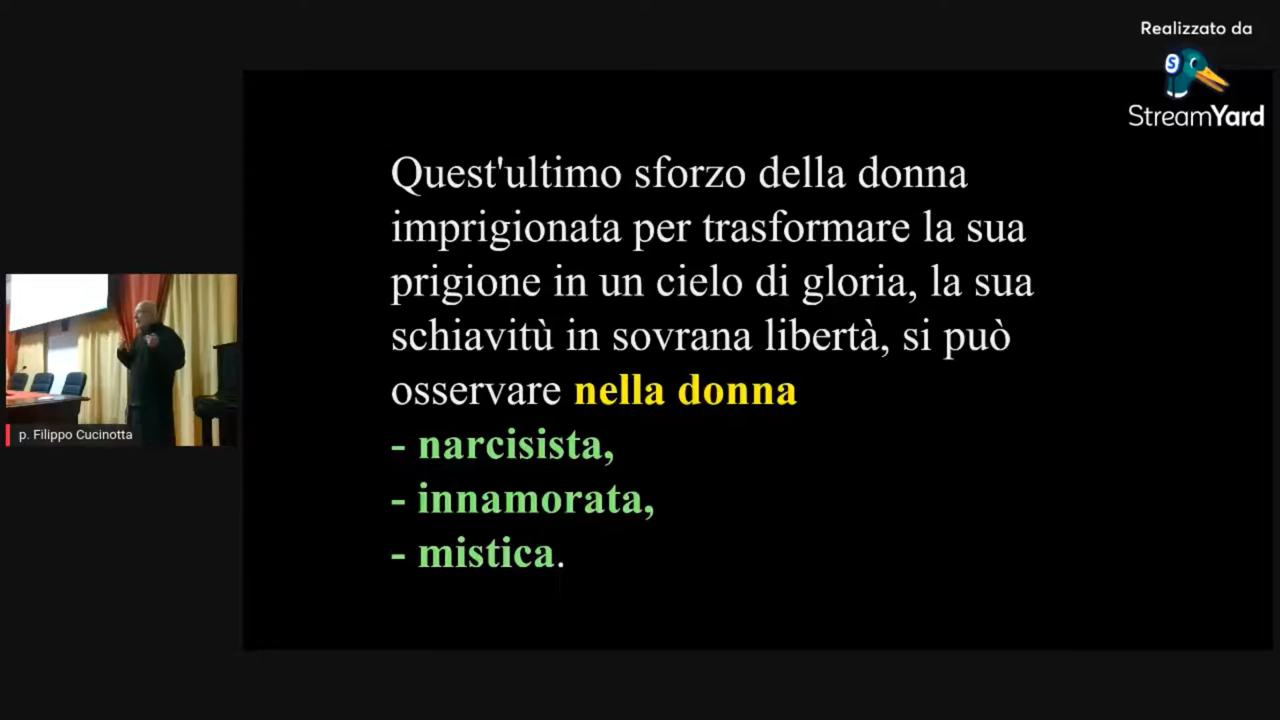 Realizzato da
StreamYard
Quest'ultimo sforzo della donna
imprigionata per trasformare la sua
prigione in un cielo di gloria, la sua
schiavitù in sovrana libertà, si può
osservare nella donna
- narcisista,
- innamorata,
- mistica.
p. Filippo Cucinotta